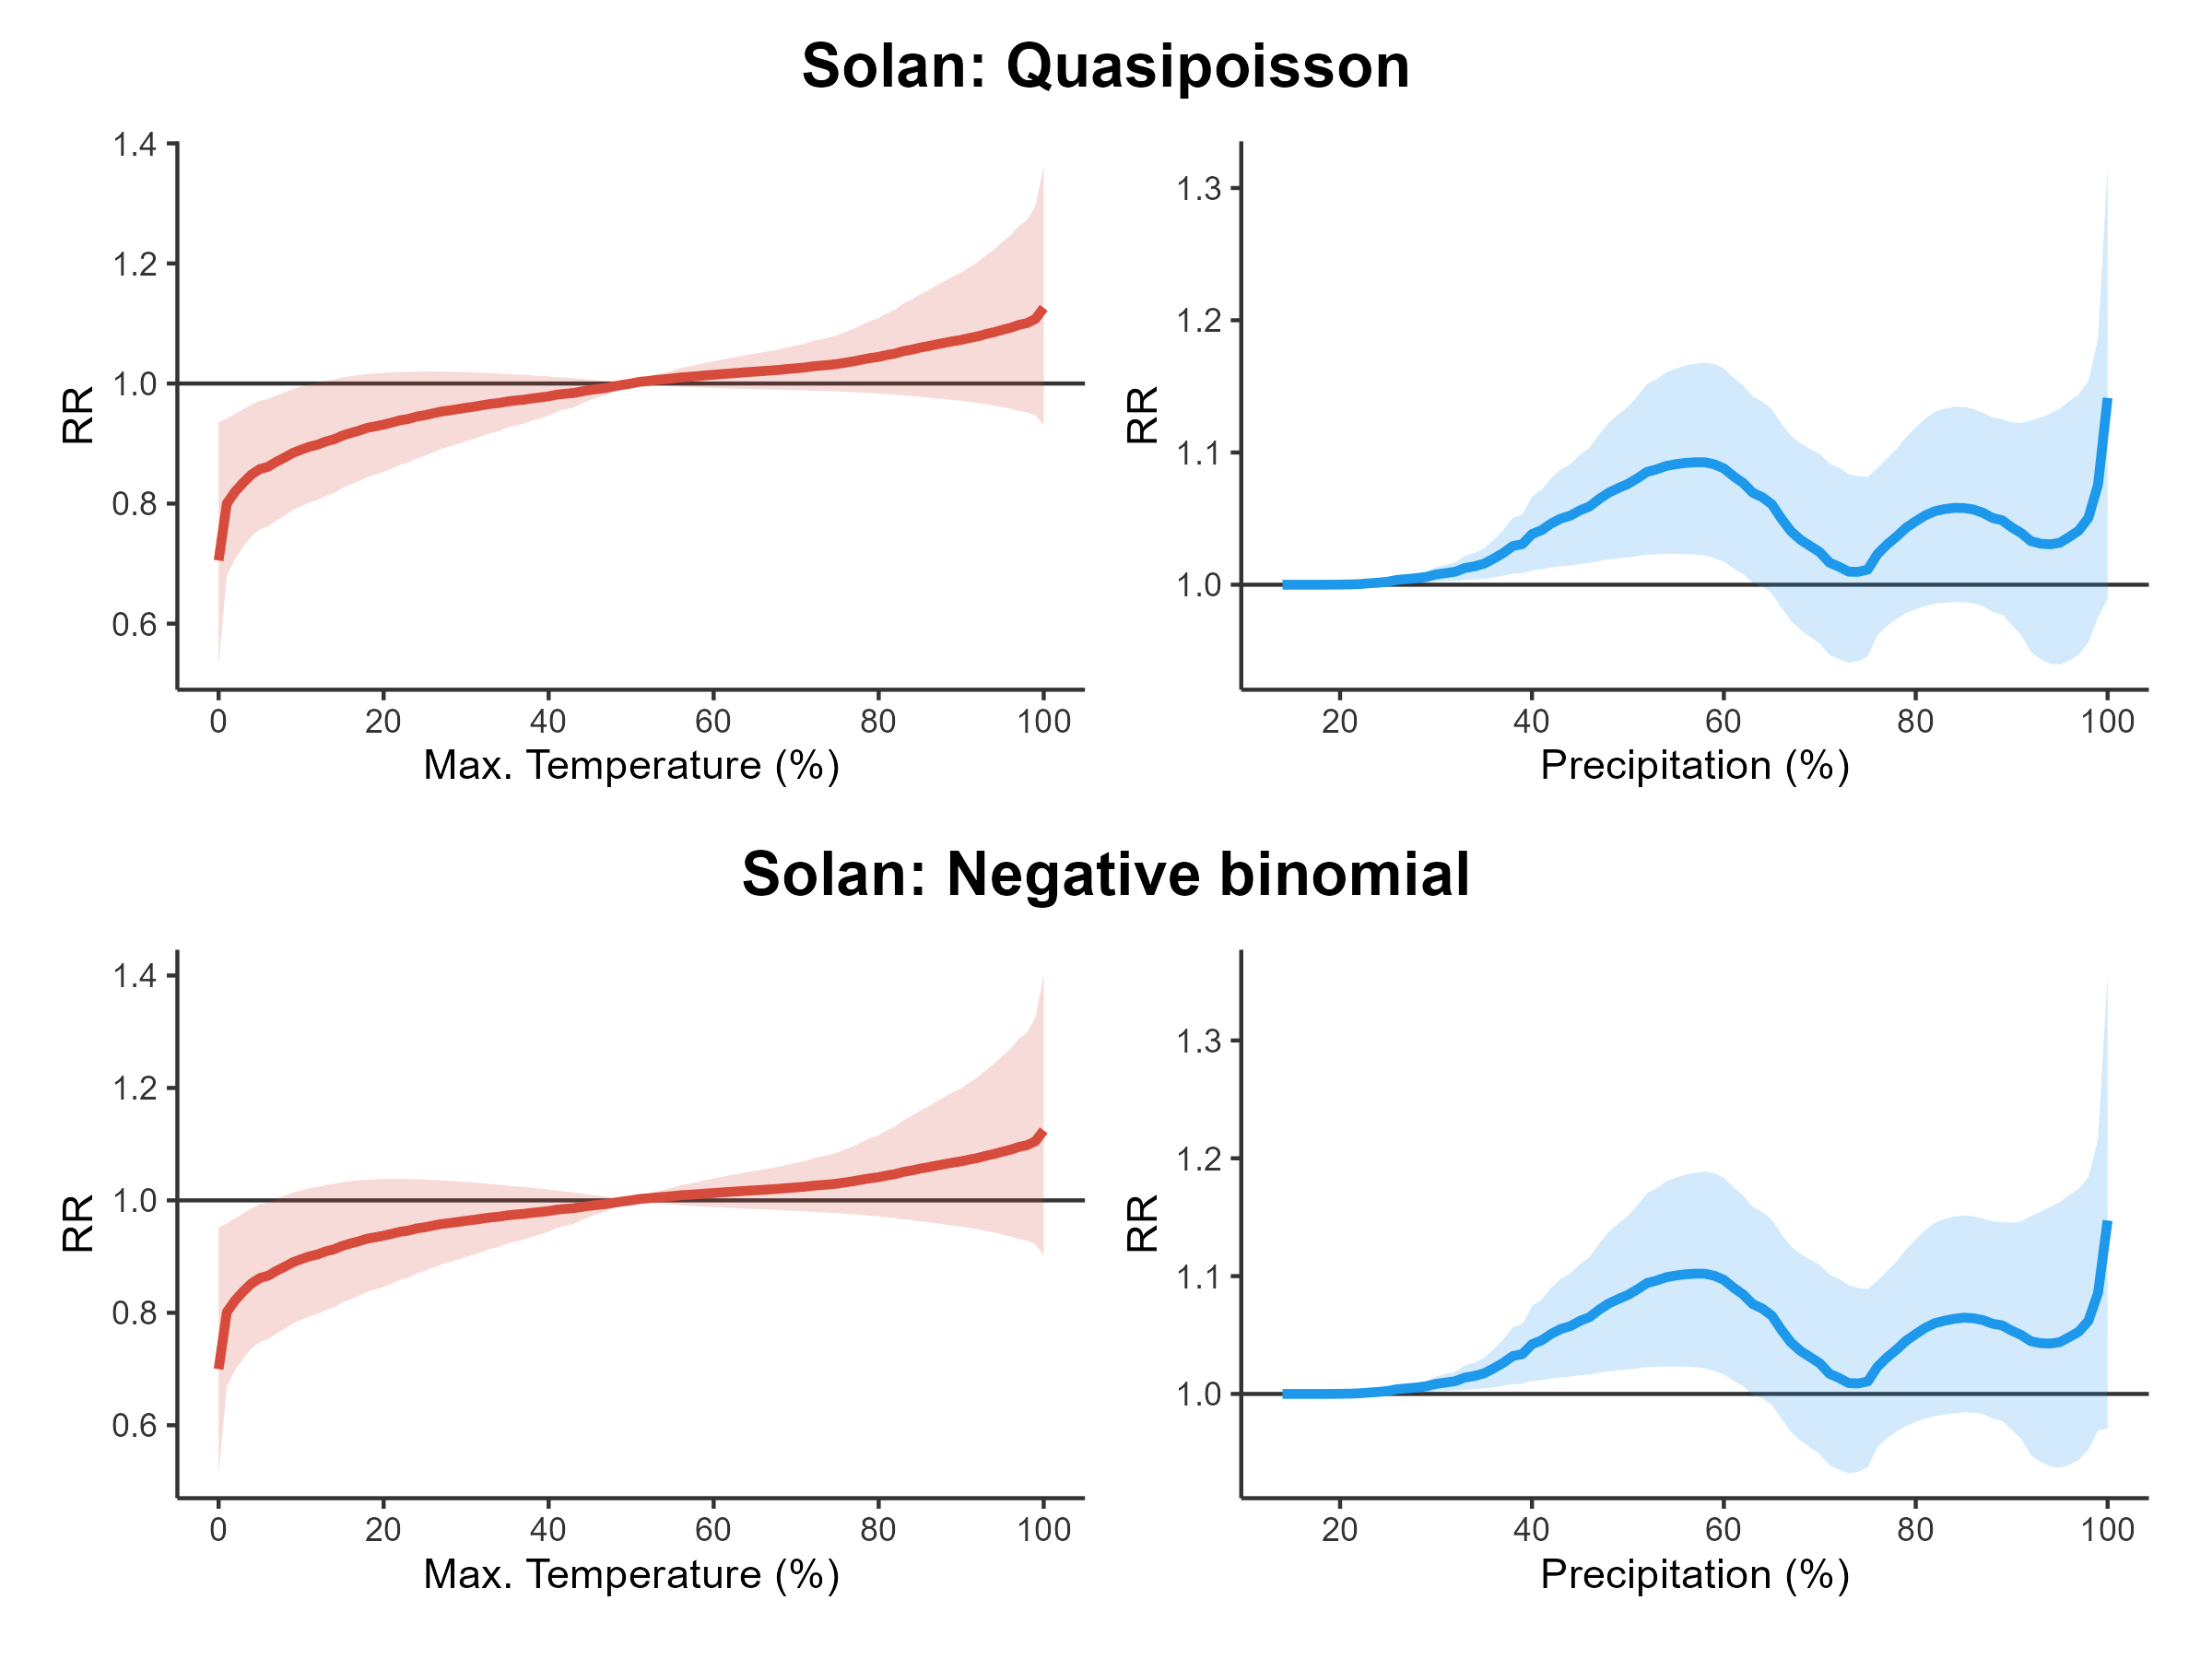 Solan: Quasipoisson
1.4
1.2
1.0
0.8
0.6
RR
0 20 40 60 80 100
Max. Temperature (%)
1.3
1.2
1.1
1.0
RR
20 40 60 80 100
Precipitation (%)
Solan: Negative binomial
1.4
1.2
1.0
0.8
0.6
RR
0 20 40 60 80 100
Max. Temperature (%)
1.3
1.2
1.1
1.0
RR
20 40 60 80 100
Precipitation (%)